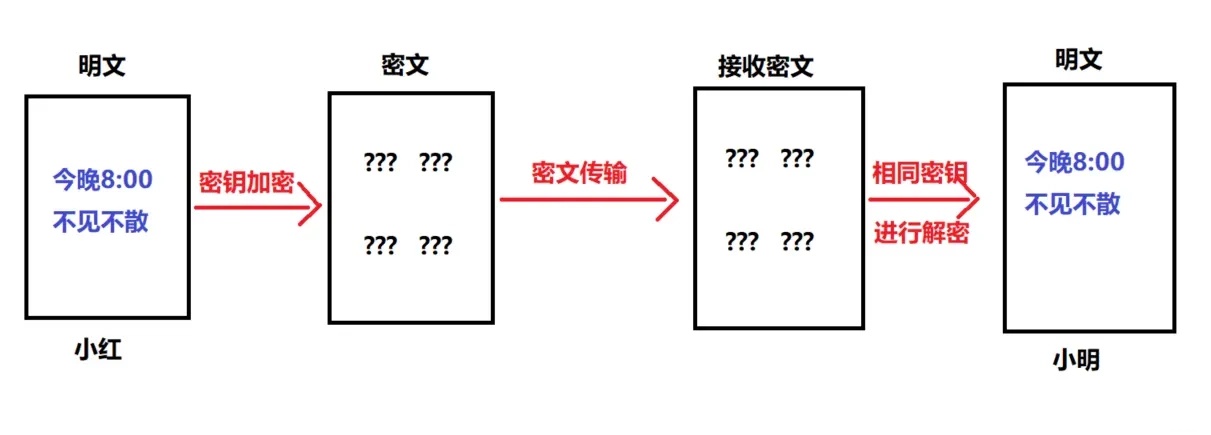 明文
今晚8:00
不见不散
小红
密钥加密
密文
??? ???
??? ???
密文传输
接收密文
??? ???
??? ???
相同密钥
进行解密
明文
今晚8:00
不见不散
小明